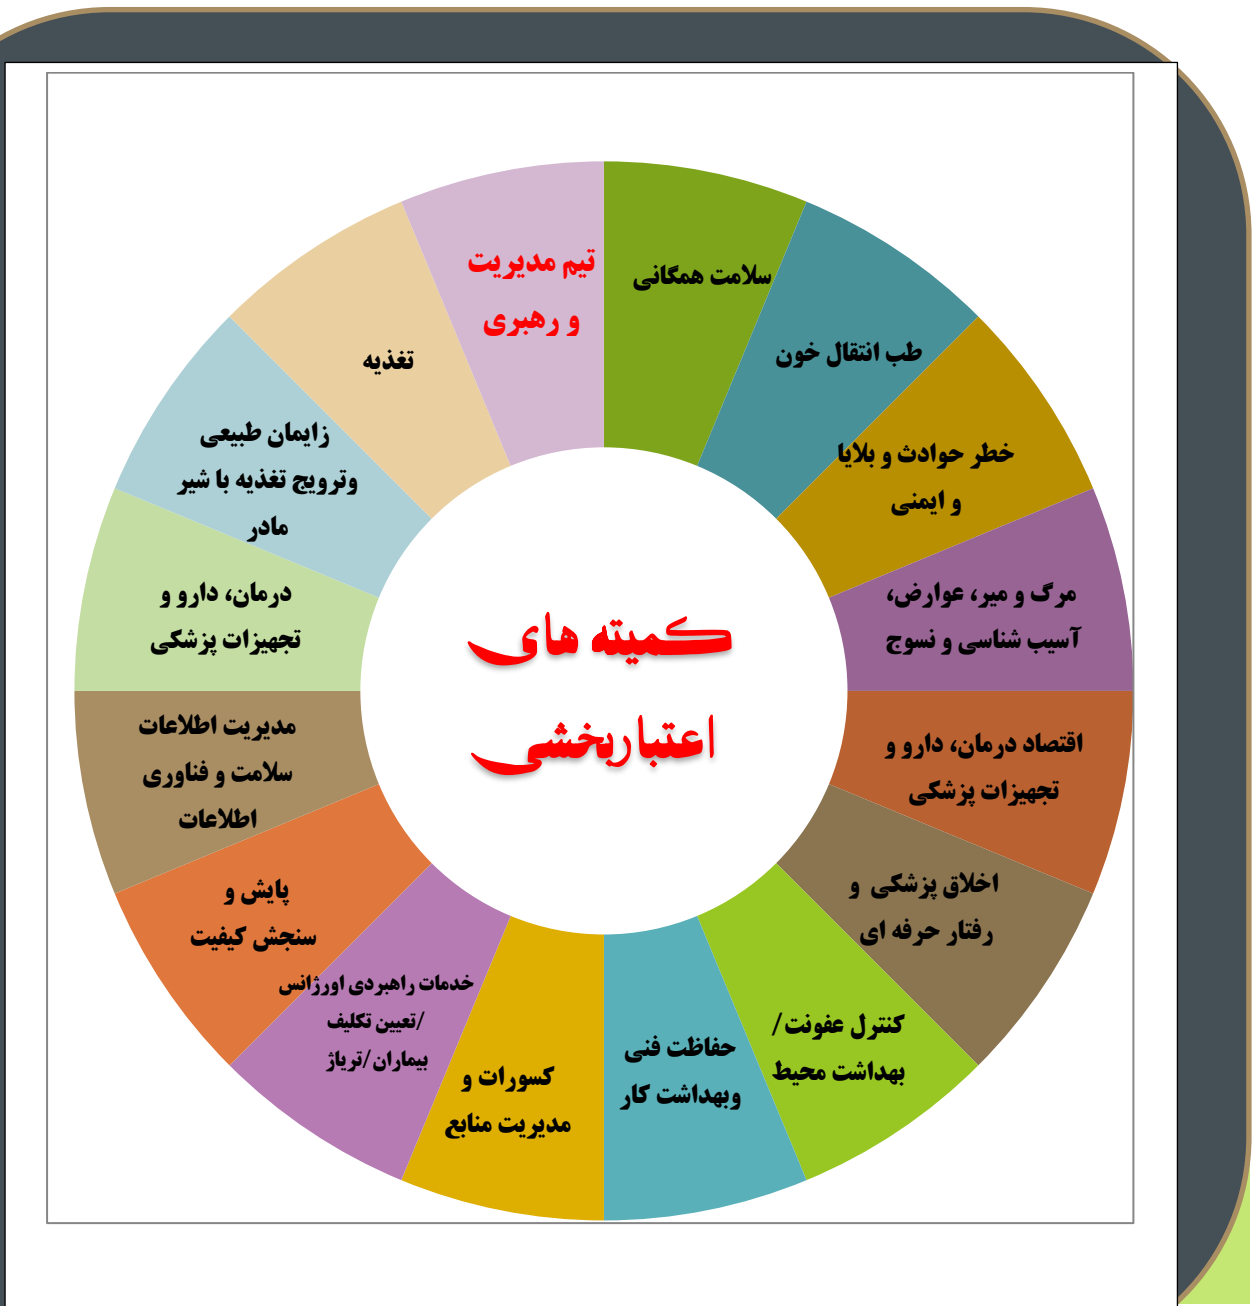 کمیته های
اعتباربخشی
سلامت همگانی
طب انتقال خون
خطر حوادث و بلایا
و ایمنی
مرگ و میر، عوارض،
آسیب شناسی و نسوج
اقتصاد درمان، دارو و
تجهیزات پزشکی
اخلاق پزشکی و
رفتار حرفه ای
کنترل عفونت/
بهداشت محیط
حفاظت فنی
وبهداشت کار
کسورات و
مدیریت منابع
خدمات راهبردی اورژانس
/تعیین تکلیف
بیماران/تریاژ
پایش و
سنجش کیفیت
مدیریت اطلاعات
سلامت و فناوری
اطلاعات
درمان، دارو و
تجهیزات پزشکی
زایمان طبیعی
وترویج تغذیه با شیر
مادر
تغذیه
تیم مدیریت
و رهبری